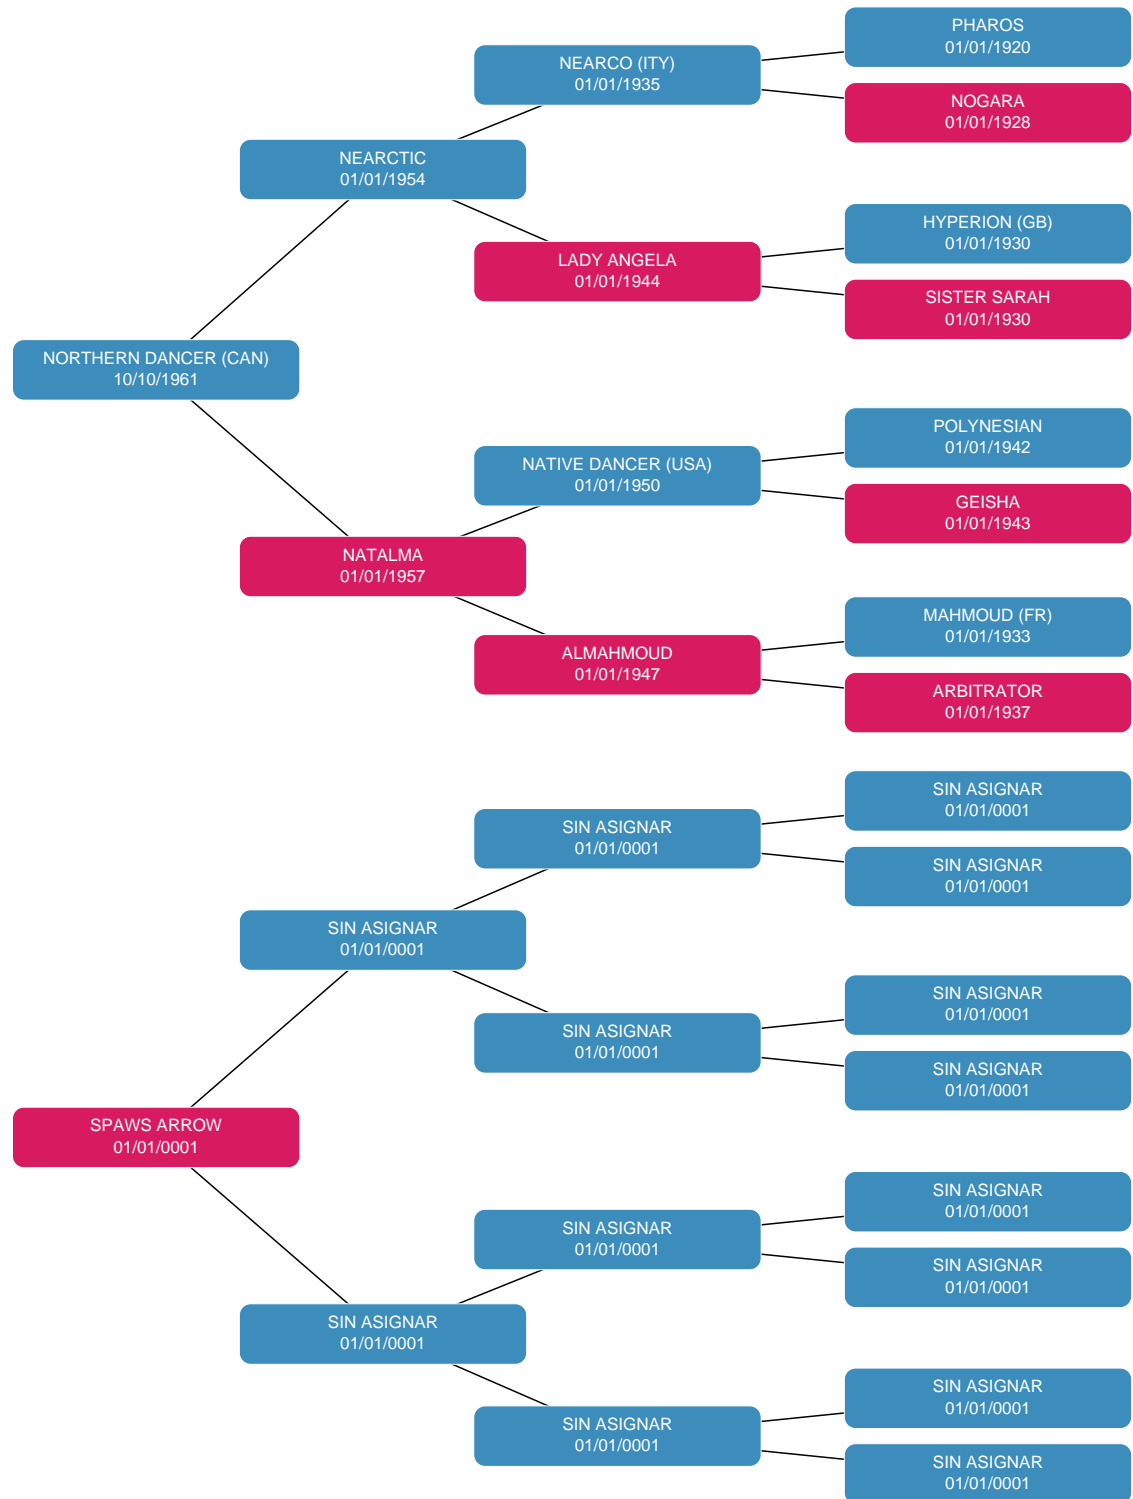 PHAROS
01/01/1920
NEARCO (ITY)
01/01/1935
NOGARA
01/01/1928
NEARCTIC
01/01/1954
HYPERION (GB)
01/01/1930
LADY ANGELA
01/01/1944
SISTER SARAH
01/01/1930
NORTHERN DANCER (CAN)
10/10/1961
POLYNESIAN
01/01/1942
NATIVE DANCER (USA)
01/01/1950
GEISHA
01/01/1943
NATALMA
01/01/1957
MAHMOUD (FR)
01/01/1933
ALMAHMOUD
01/01/1947
ARBITRATOR
01/01/1937
SIN ASIGNAR
01/01/0001
SIN ASIGNAR
01/01/0001
SIN ASIGNAR
01/01/0001
SIN ASIGNAR
01/01/0001
SIN ASIGNAR
01/01/0001
SIN ASIGNAR
01/01/0001
SIN ASIGNAR
01/01/0001
SPAWS ARROW
01/01/0001
SIN ASIGNAR
01/01/0001
SIN ASIGNAR
01/01/0001
SIN ASIGNAR
01/01/0001
SIN ASIGNAR
01/01/0001
SIN ASIGNAR
01/01/0001
SIN ASIGNAR
01/01/0001
SIN ASIGNAR
01/01/0001